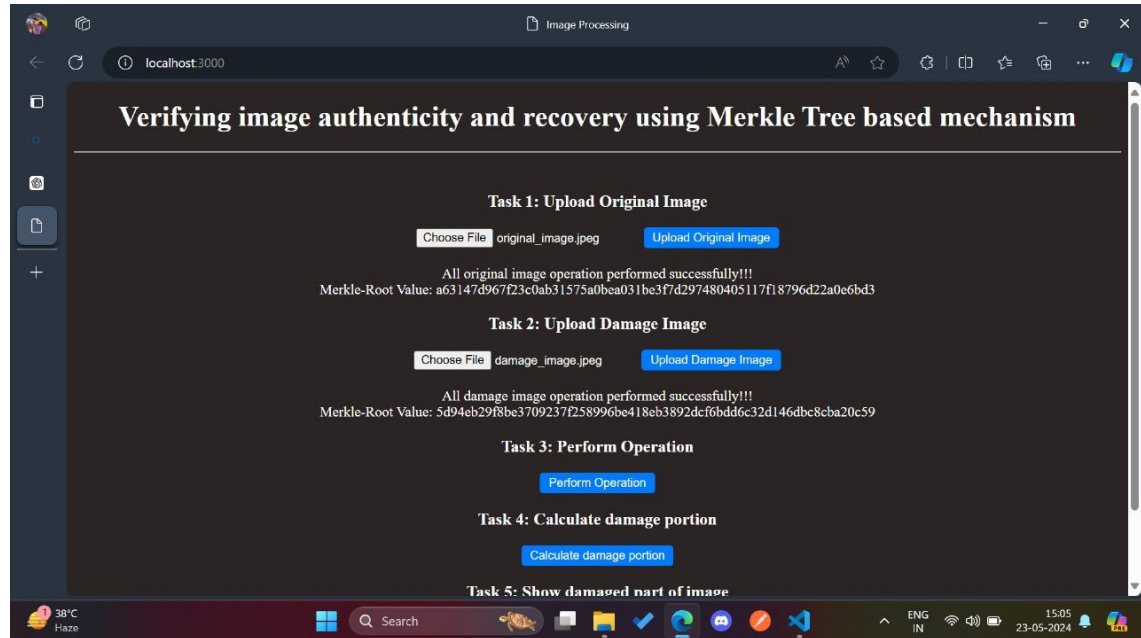 Image Processing
localhost:3000
Verifying image authenticity and recovery using Merkle Tree based mechanism
Task 1: Upload Original Image
Choose File original_image.jpeg Upload Original Image
All original image operation performed successfully!!!
Merkle-Root Value: a63147d967f23c0ab31575a0bea031be3f7d297480405117f18796d22a0e6bd3
Task 2: Upload Damage Image
Choose File damage_image.jpeg Upload Damage Image
All damage image operation performed successfully!!!
Merkle-Root Value: 5d94eb29f8be3709237f258996be418eb3892dcf6bdd6c32d146dbc8cba20c59
Task 3: Perform Operation
Perform Operation
Task 4: Calculate damage portion
Calculate damage portion
Task 5: Show damaged part of image
1
38°C
Haze
Search
PRE
ENG
IN
15:05
23-05-2024